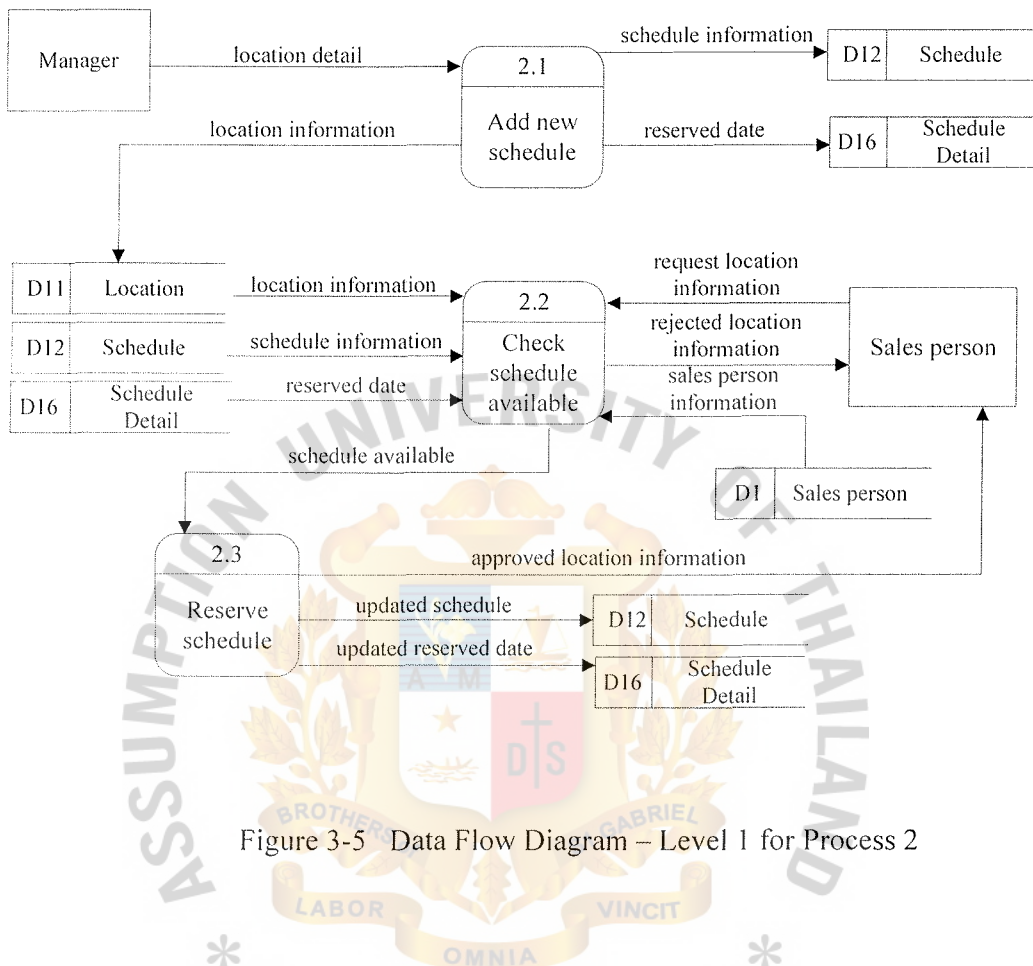 Manager
location detail
2.1
Add new
schedule
schedule information
D12 Schedule
reserved date
D16 Schedule
Detail
location information
D11 Location
location information
D12 Schedule
schedule information
D16 Schedule
Detail
reserved date
2.2
Check
schedule
available
request location
information
rejected location
information
sales person
information
Sales person
D1 Sales person
schedule available
2.3
Reserve
schedule
approved location information
updated schedule
D12 Schedule
updated reserved date
D16 Schedule
Detail
Figure 3-5 Data Flow Diagram – Level 1 for Process 2
ASSUMPTION UNIVERSITY OF THAILAND
A M
D S
BROTHERS
GABRIEL
LABOR
OMNIA
VINCIT